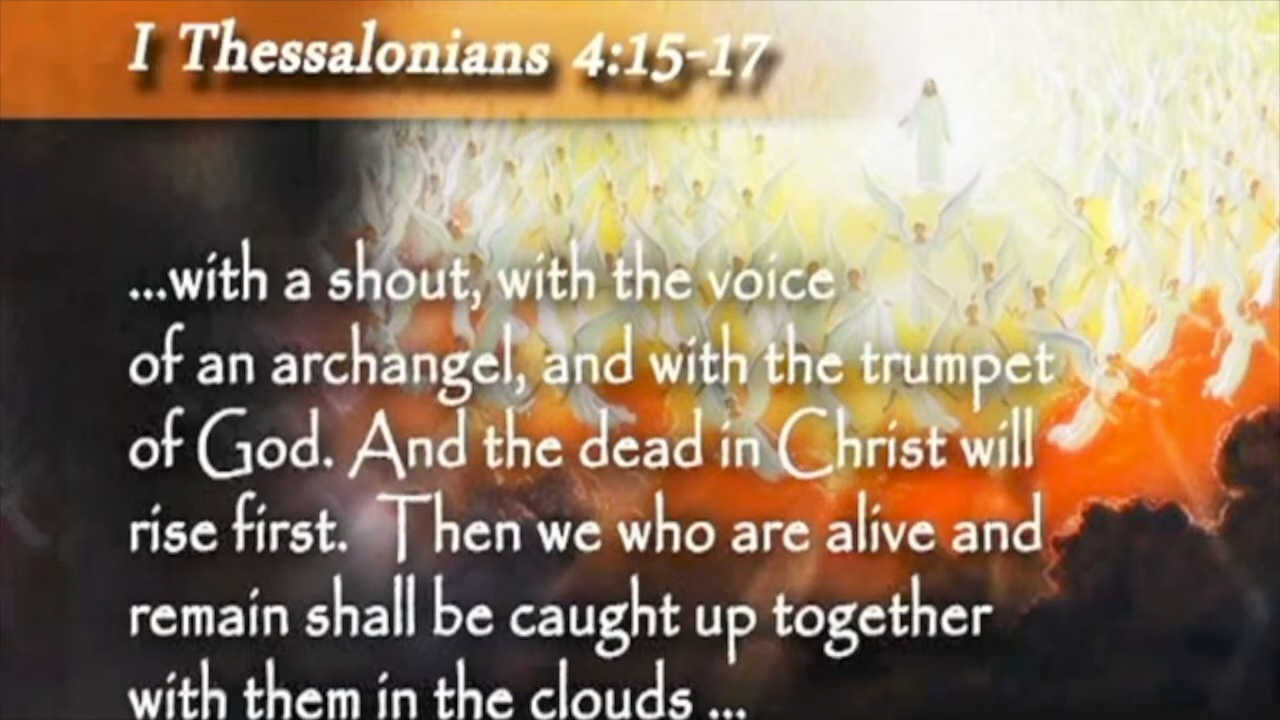 I Thessalonians 4:15-17
...with a shout, with the voice
of an archangel, and with the trumpet
of God. And the dead in Christ will
rise first. Then we who are alive and
remain shall be caught up together
with them in the clouds ...